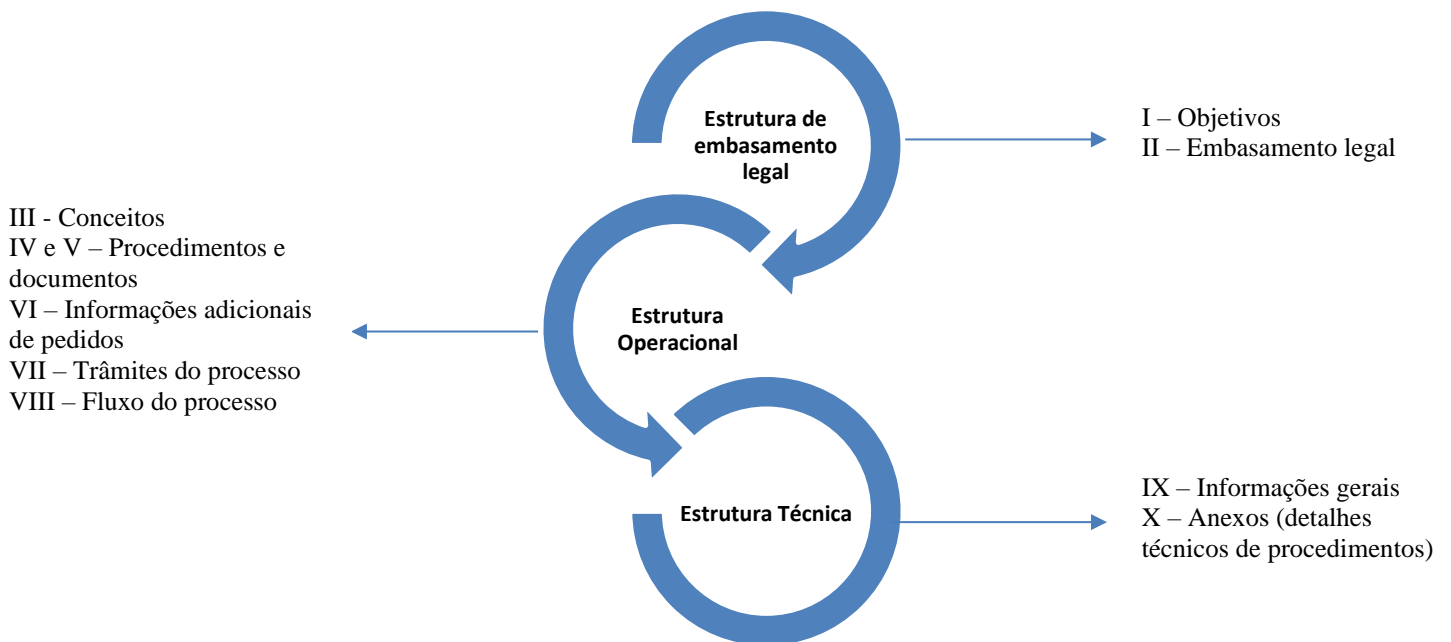 Estrutura de
embasamento
legal
I – Objetivos
II – Embasamento legal
III - Conceitos
IV e V – Procedimentos e
documentos
VI – Informações adicionais
de pedidos
VII – Trâmites do processo
VIII – Fluxo do processo
Estrutura
Operacional
Estrutura Técnica
IX – Informações gerais
X – Anexos (detalhes
técnicos de procedimentos)